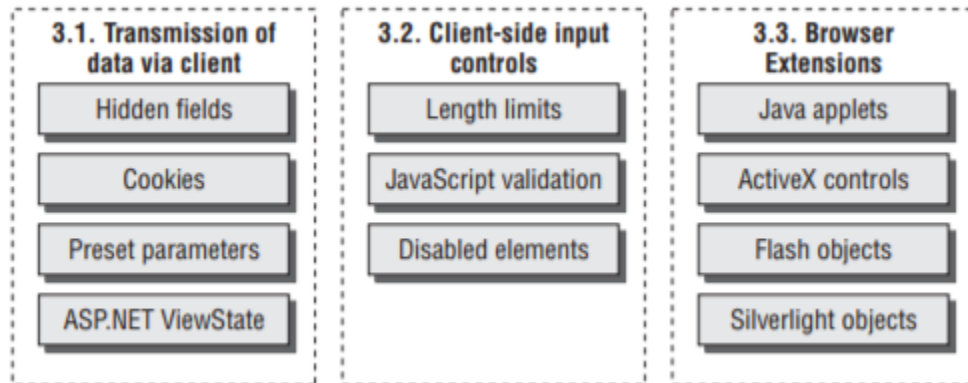 3.1. Transmission of
data via client
Hidden fields
Cookies
Preset parameters
ASP.NET ViewState
3.2. Client-side input
controls
Length limits
JavaScript validation
Disabled elements
3.3. Browser
Extensions
Java applets
ActiveX controls
Flash objects
Silverlight objects